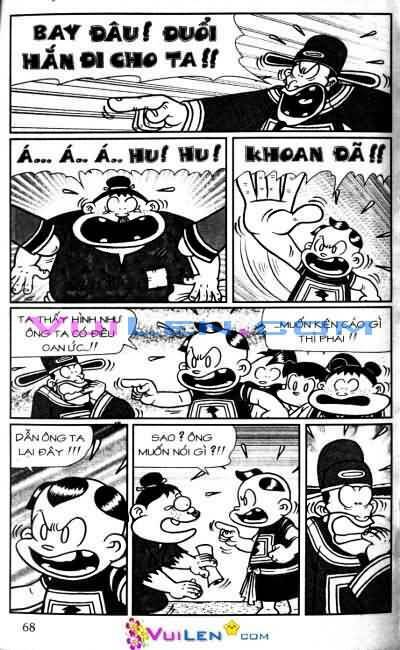 BAY ĐÂU! ĐUỔI
HẮN ĐI CHO TA!!
Á... Á.. Á.. HU! HU!
KHOAN ĐÃ!!
TA THẤY HÌNH NHƯ
ÔNG TA CÓ ĐIỀU
OAN ỨC...!!
MUỐN KIỆN CÁO GÌ
THÌ PHẢI !!
VUILEN.COM
DẪN ÔNG TA
LẠI ĐÂY !!!
SAO? ÔNG
MUỐN NÓI GÌ?!!
68
VUILEN.COM